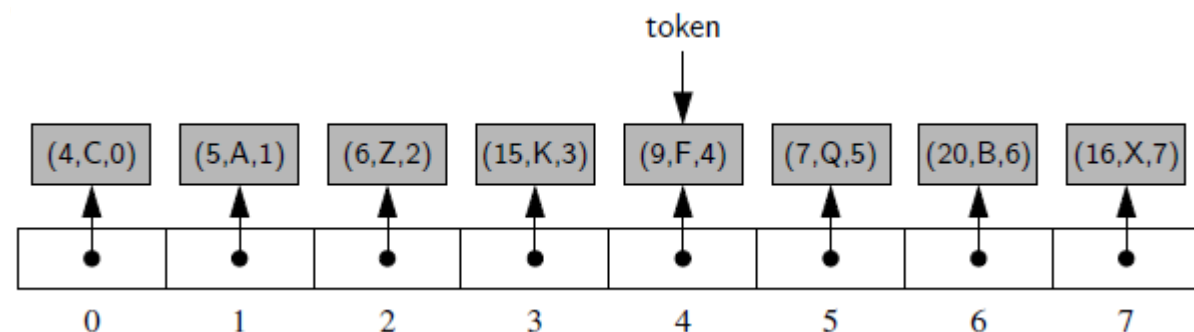 token
(4,C,0) (5,A,1) (6,Z,2) (15,K,3) (9,F,4) (7,Q,5) (20,B,6) (16,X,7)
0 1 2 3 4 5 6 7